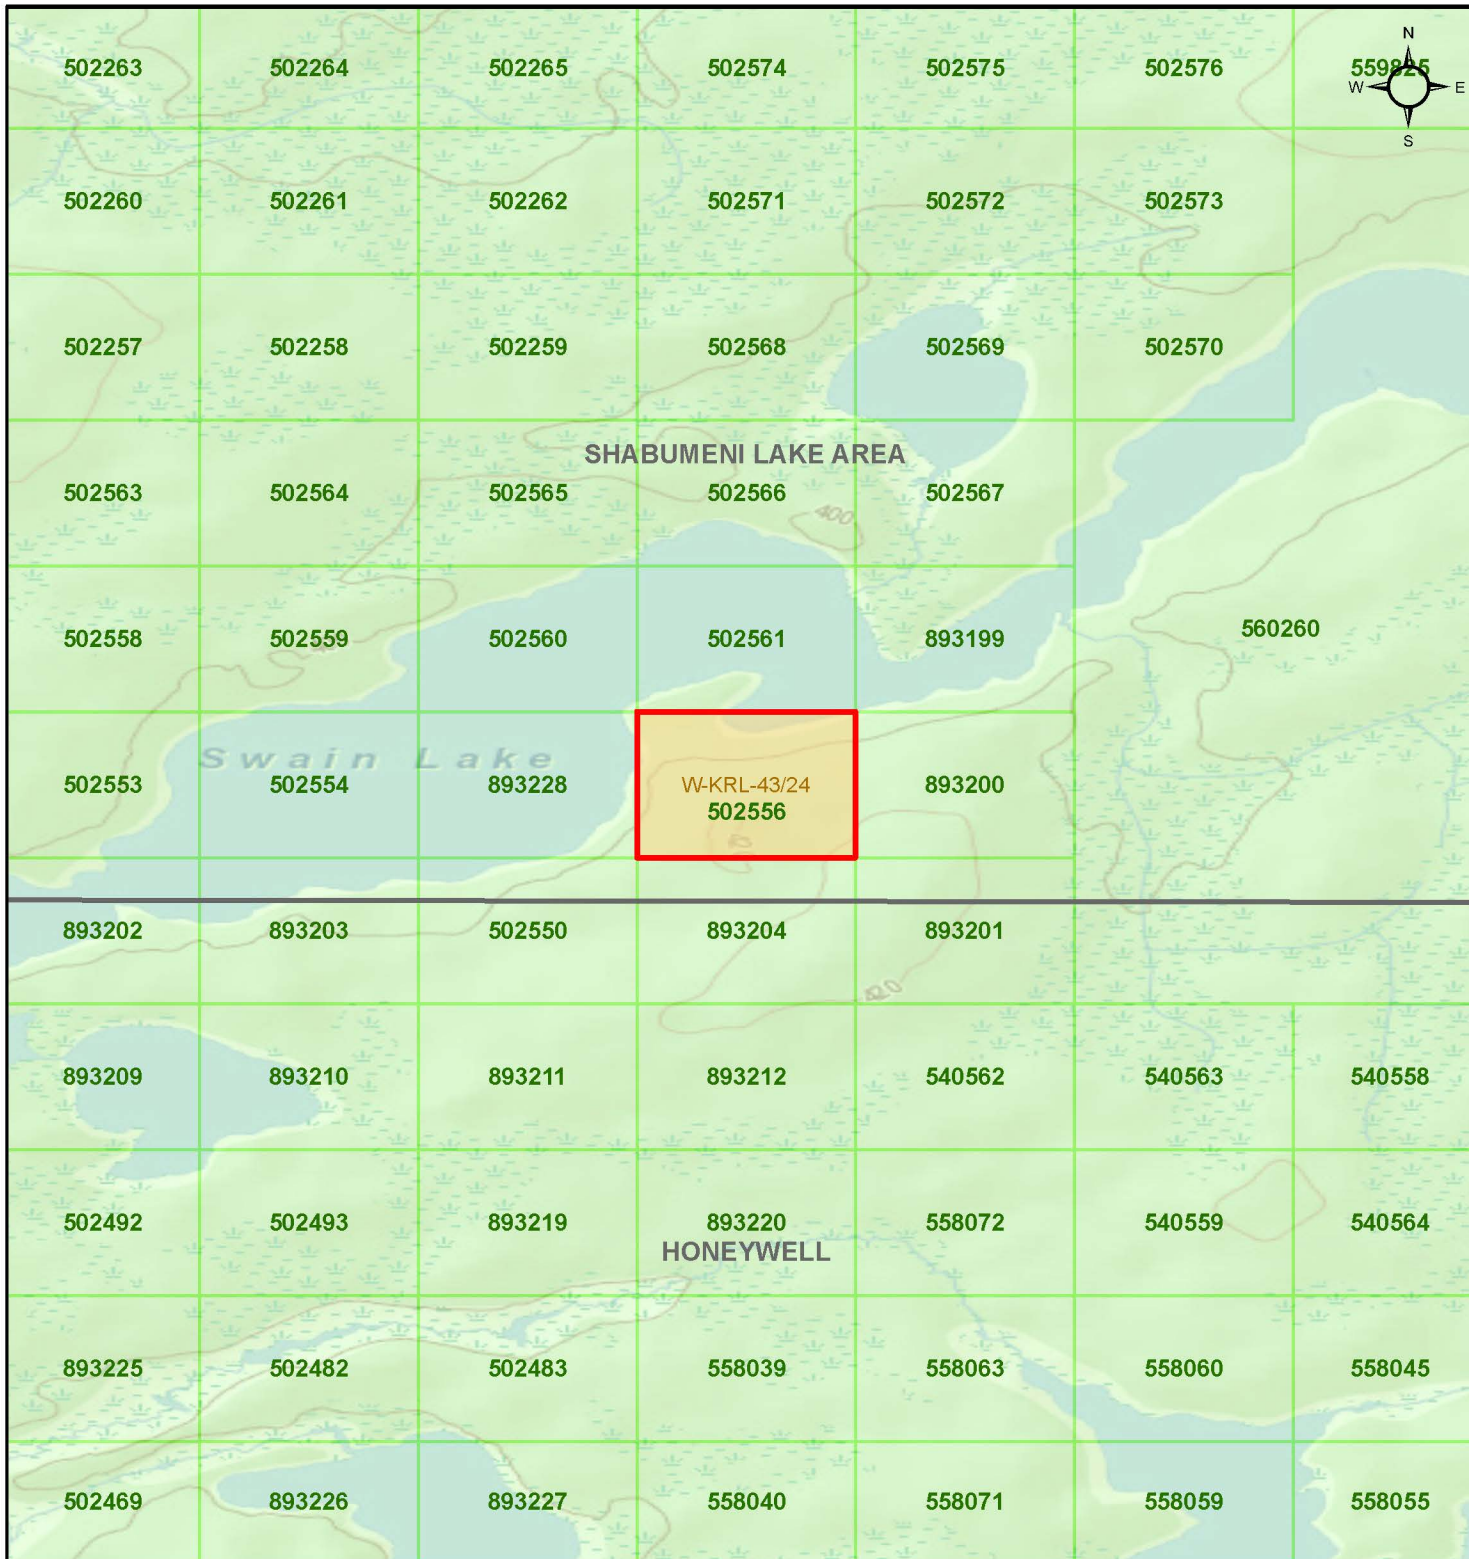 N
W E
S
502263 502264 502265 502574 502575 502576 559825
502260 502261 502262 502571 502572 502573
502257 502258 502259 502568 502569 502570
SHABUMENI LAKE AREA
502563 502564 502565 502566 502567
400
502558 502559 502560 502561 893199 560260
Swain Lake
502553 502554 893228 W-KRL-43/24 893200
502556
893202 893203 502550 893204 893201
420
893209 893210 893211 893212 540562 540563 540558
502492 502493 893219 893220 558072 540559 540564
HONEYWELL
893225 502482 502483 558039 558063 558060 558045
502469 893226 893227 558040 558071 558059 558055